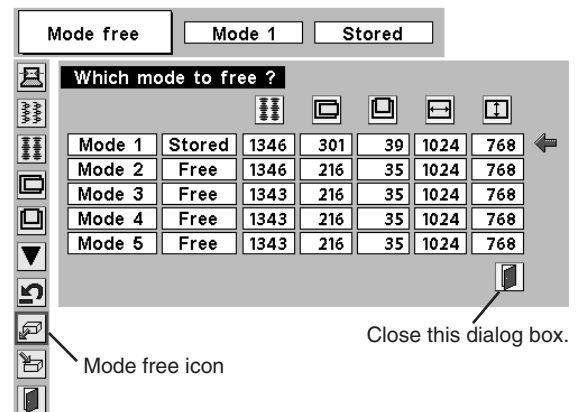 Mode free Mode 1 Stored
Which mode to free ?
Mode 1 Stored 1346 301 39 1024 768
Mode 2 Free 1346 216 35 1024 768
Mode 3 Free 1343 216 35 1024 768
Mode 4 Free 1343 216 35 1024 768
Mode 5 Free 1343 216 35 1024 768
Close this dialog box.
Mode free icon